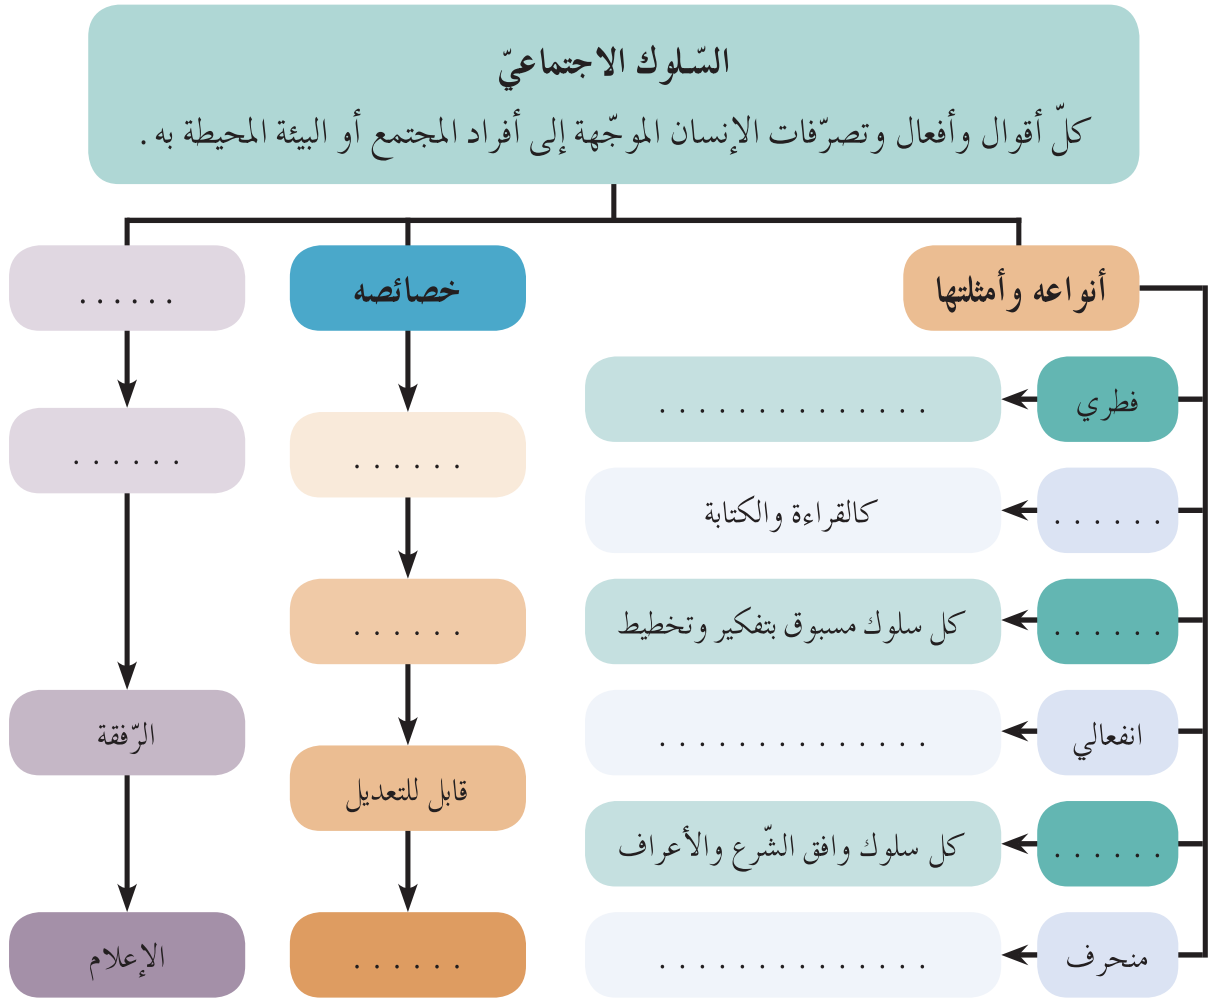 السّلوك الاجتماعيّ
كلّ أقوال وأفعال وتصرّفات الإنسان الموجّهة إلى أفراد المجتمع أو البيئة المحيطة به .
أنواعه وأمثلتها
فطري
. . . . . . . . . . . . . .
. . . . . .
كالقراءة والكتابة
. . . . . .
كل سلوك مسبوق بتفكير وتخطيط
انفعالي
. . . . . . . . . . . . . .
. . . . . .
كل سلوك وافق الشّرع والأعراف
منحرف
. . . . . . . . . . . . . .
خصائصه
. . . . . .
. . . . . .
قابل للتعديل
. . . . . .
. . . . . .
. . . . . .
الرّفقة
الإعلام